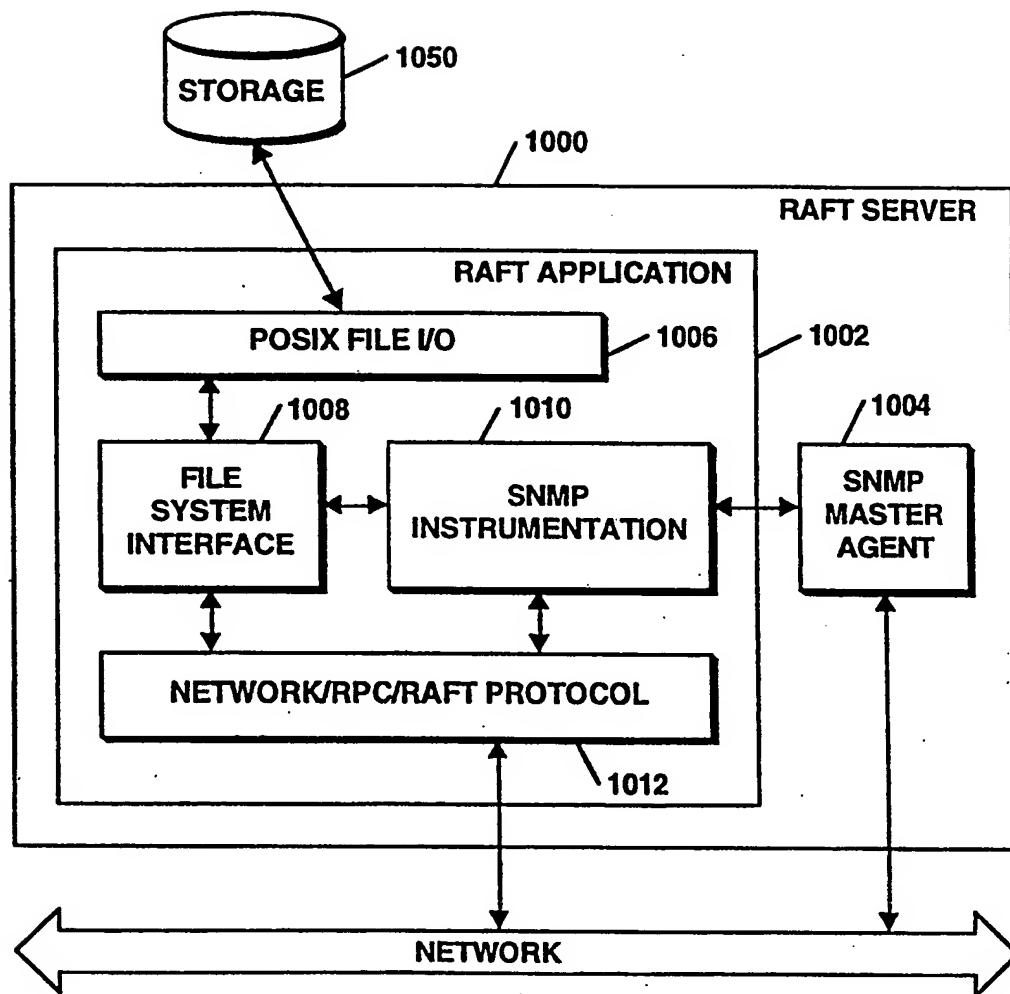 STORAGE
1050
1000
RAFT SERVER
RAFT APPLICATION
POSIX FILE I/O
1006
1002
1008
1010
1004
FILE
SYSTEM
INTERFACE
SNMP
INSTRUMENTATION
SNMP
MASTER
AGENT
NETWORK/RPC/RAFT PROTOCOL
1012
NETWORK